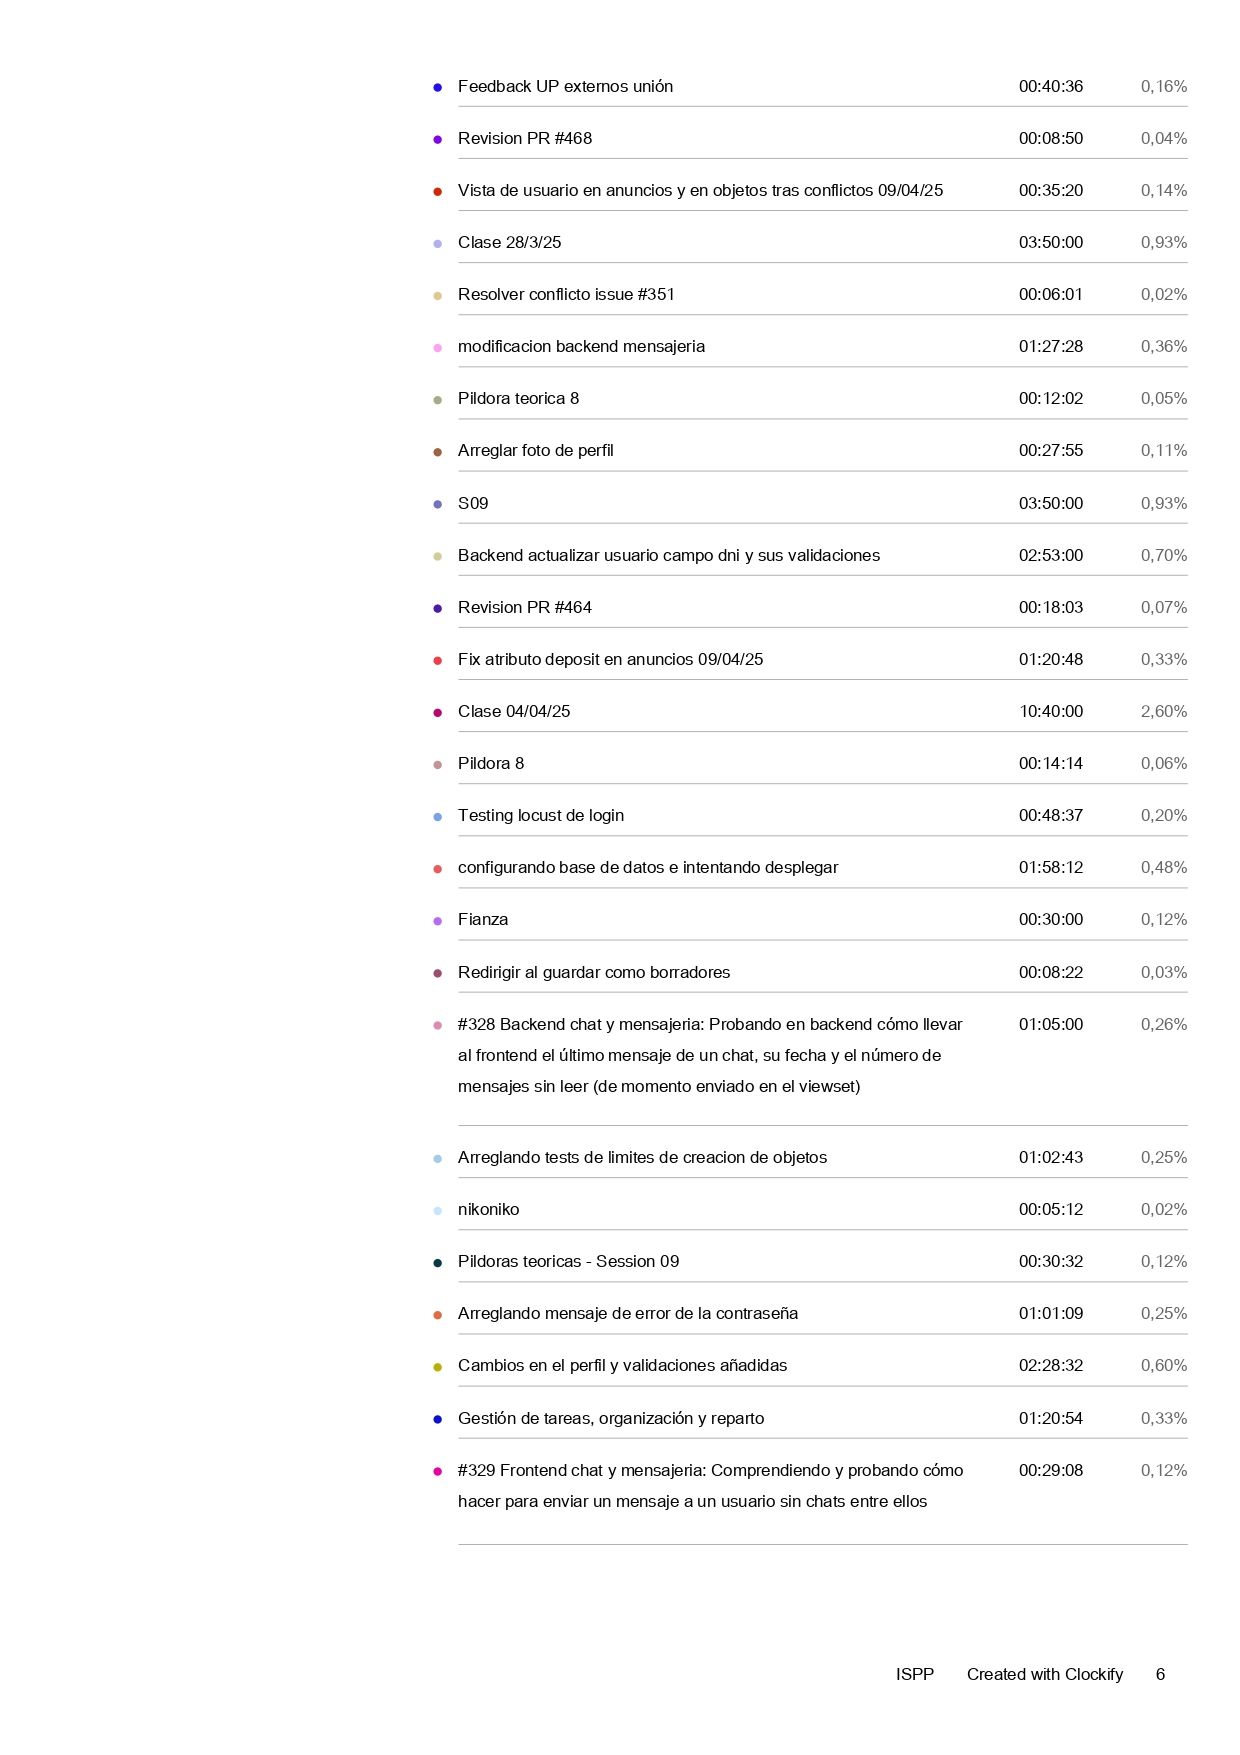 Feedback UP externos unión 00:40:36 0,16%
Revision PR #468 00:08:50 0,04%
Vista de usuario en anuncios y en objetos tras conflictos 09/04/25 00:35:20 0,14%
Clase 28/3/25 03:50:00 0,93%
Resolver conflicto issue #351 00:06:01 0,02%
modificacion backend mensajeria 01:27:28 0,36%
Pildora teorica 8 00:12:02 0,05%
Arreglar foto de perfil 00:27:55 0,11%
S09 03:50:00 0,93%
Backend actualizar usuario campo dni y sus validaciones 02:53:00 0,70%
Revision PR #464 00:18:03 0,07%
Fix atributo deposit en anuncios 09/04/25 01:20:48 0,33%
Clase 04/04/25 10:40:00 2,60%
Pildora 8 00:14:14 0,06%
Testing locust de login 00:48:37 0,20%
configurando base de datos e intentando desplegar 01:58:12 0,48%
Fianza 00:30:00 0,12%
Redirigir al guardar como borradores 00:08:22 0,03%
#328 Backend chat y mensajeria: Probando en backend cómo llevar 01:05:00 0,26%
al frontend el último mensaje de un chat, su fecha y el número de
mensajes sin leer (de momento enviado en el viewset)
Arreglando tests de limites de creacion de objetos 01:02:43 0,25%
nikoniko 00:05:12 0,02%
Pildoras teoricas - Session 09 00:30:32 0,12%
Arreglando mensaje de error de la contraseña 01:01:09 0,25%
Cambios en el perfil y validaciones añadidas 02:28:32 0,60%
Gestión de tareas, organización y reparto 01:20:54 0,33%
#329 Frontend chat y mensajeria: Comprendiendo y probando cómo 00:29:08 0,12%
hacer para enviar un mensaje a un usuario sin chats entre ellos
ISPP Created with Clockify 6